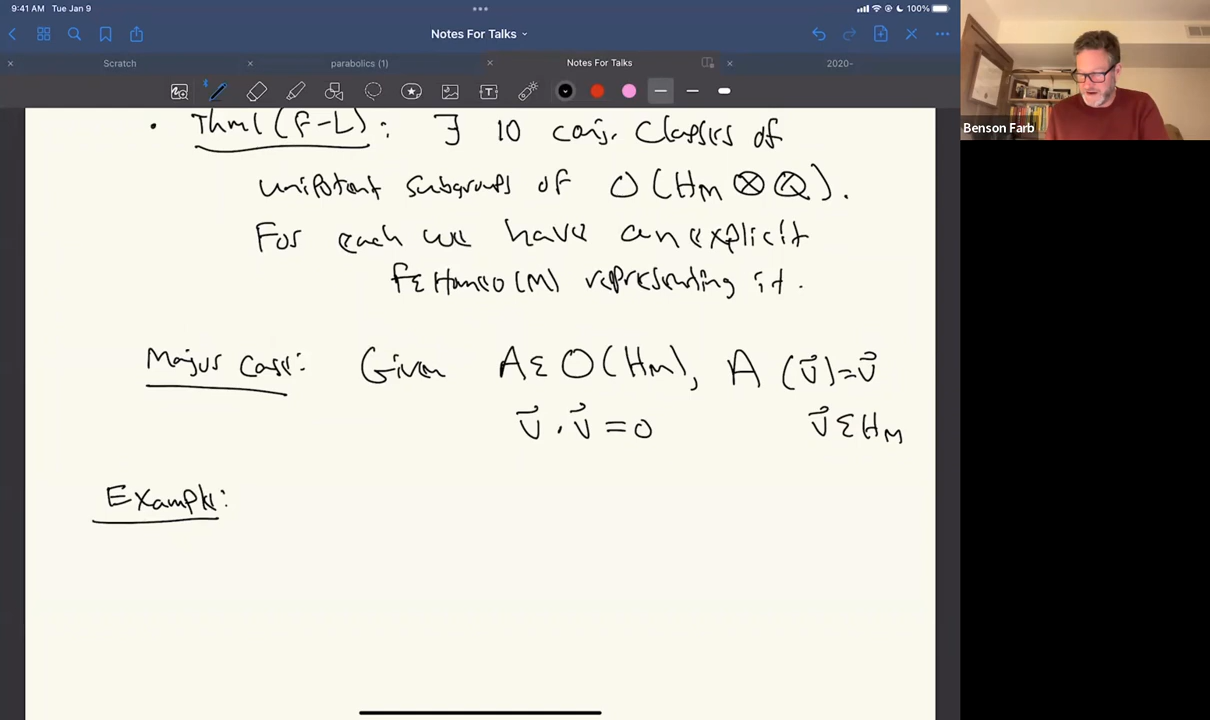 9:41 AM Tue Jan 9
100%
Notes For Talks
Scratch
parabolics (1)
Notes For Talks
2020-
Benson Farb
• Thm1 (F-L): ∃ 10 conj. classes of
unipotent subgroups of O(H_M ⊗ Q).
For each we have an explicit
f ∈ Homeo(M) representing it.
Major Case: Given A ∈ O(H_M), A(v⃗) = v⃗
v⃗ · v⃗ = 0 v⃗ ∈ H_M
Example: